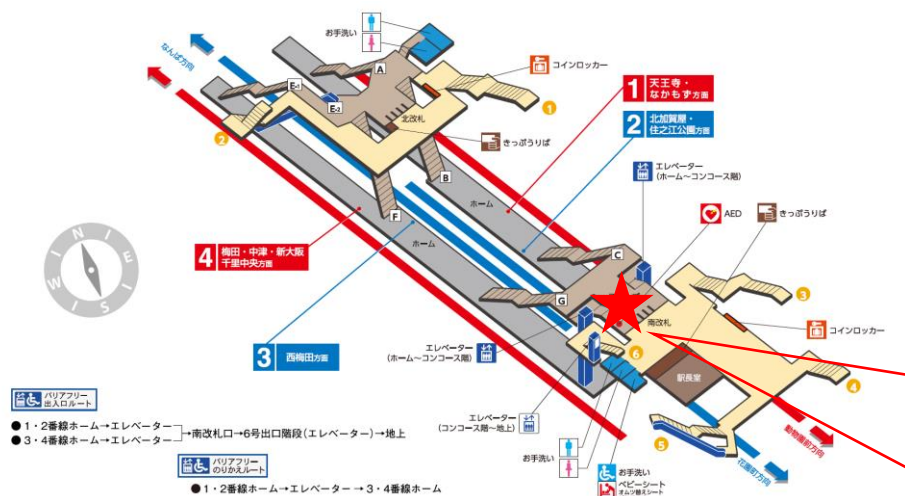 お手洗い
なんば方向
A
コインロッカー
1
天王寺・
なかもず方面
E-1
E-2
1
2
北加賀屋・
住之江公園方面
北改札
2
きっぷうりば
エレベーター
(ホーム~コンコース階)
B
ホーム
AED
きっぷうりば
F
4
梅田・中津・新大阪
千里中央方面
ホーム
C
N
E
S
W
G
3
南改札
コインロッカー
3
西梅田方面
エレベーター
(ホーム~コンコース階)
6
駅長室
4
バリアフリー
出入口ルート
●1・2番線ホーム→エレベーター
●3・4番線ホーム→エレベーター
→南改札口→6号出口階段(エレベーター)→地上
エレベーター
(コンコース階~地上)
5
動物園前方向
花園町方向
お手洗い
バリアフリー
のりかえルート
お手洗い
ベビーシート
オムツ替えシート
●1・2番線ホーム→エレベーター → 3・4番線ホーム